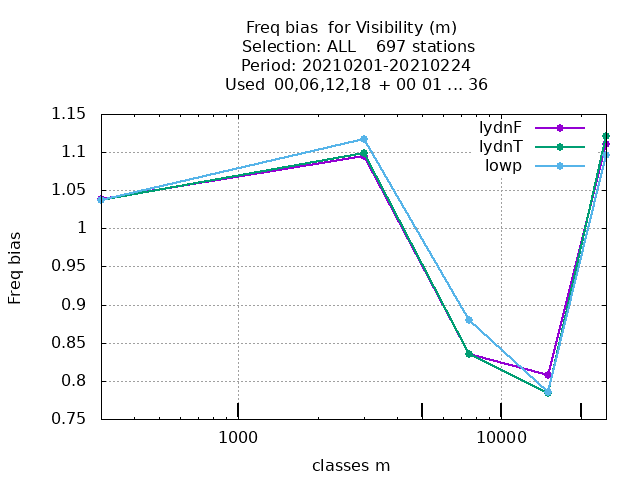 Freq bias  for Visibility (m)
Selection: ALL    697 stations
Period: 20210201-20210224
Used  00,06,12,18  + 00 01 ... 36
1.15
1.1
1.05
1
0.95
0.9
0.85
0.8
0.75
Freq bias
lydnF
lydnT
lowp
1000
10000
classes m